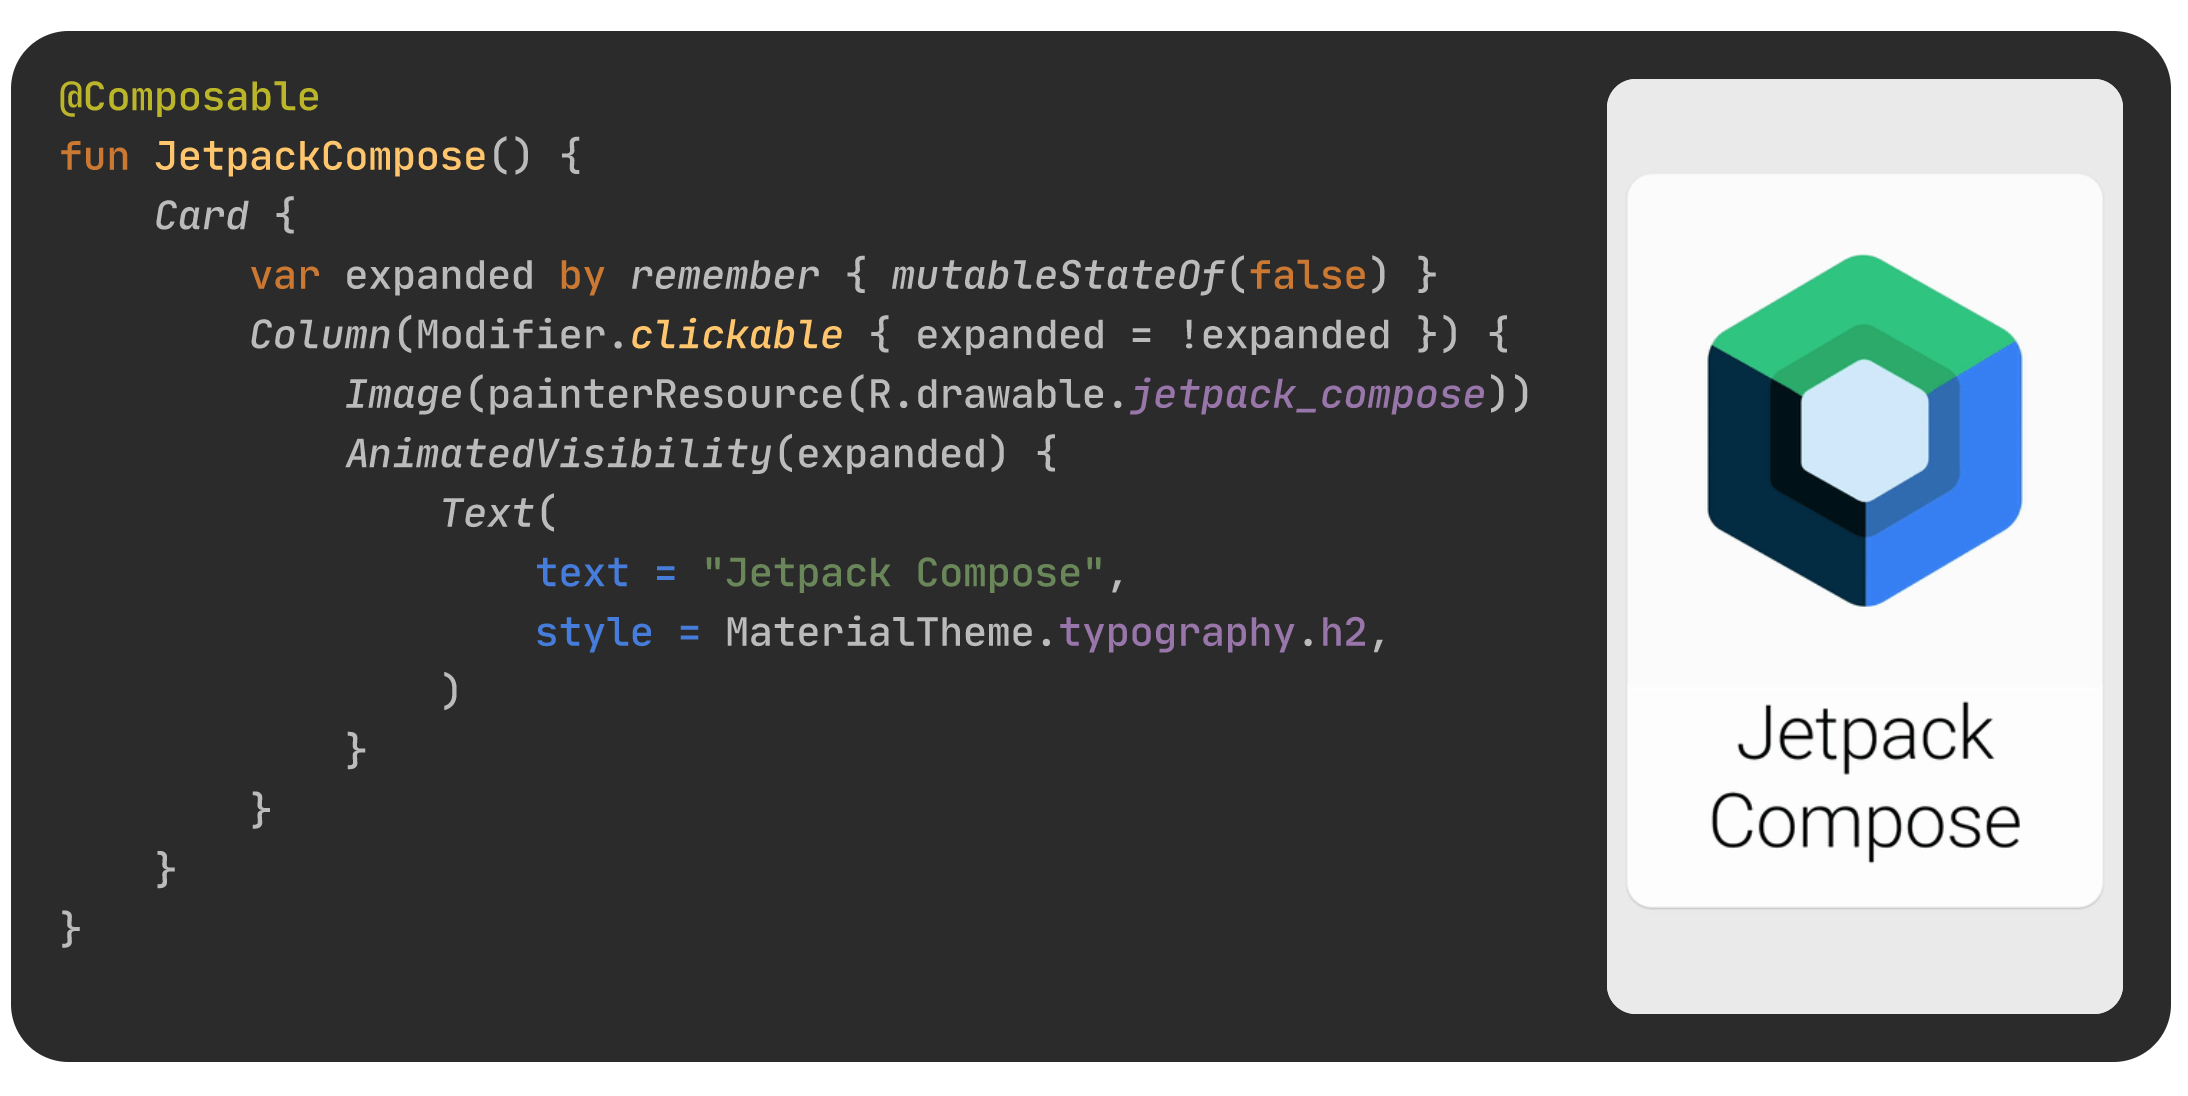 @Composable
fun JetpackCompose() {
    Card {
        var expanded by remember { mutableStateOf(false) }
        Column(Modifier.clickable { expanded = !expanded }) {
            Image(painterResource(R.drawable.jetpack_compose))
            AnimatedVisibility(expanded) {
                Text(
                    text = "Jetpack Compose",
                    style = MaterialTheme.typography.h2,
                )
            }
        }
    }
}
Jetpack
Compose